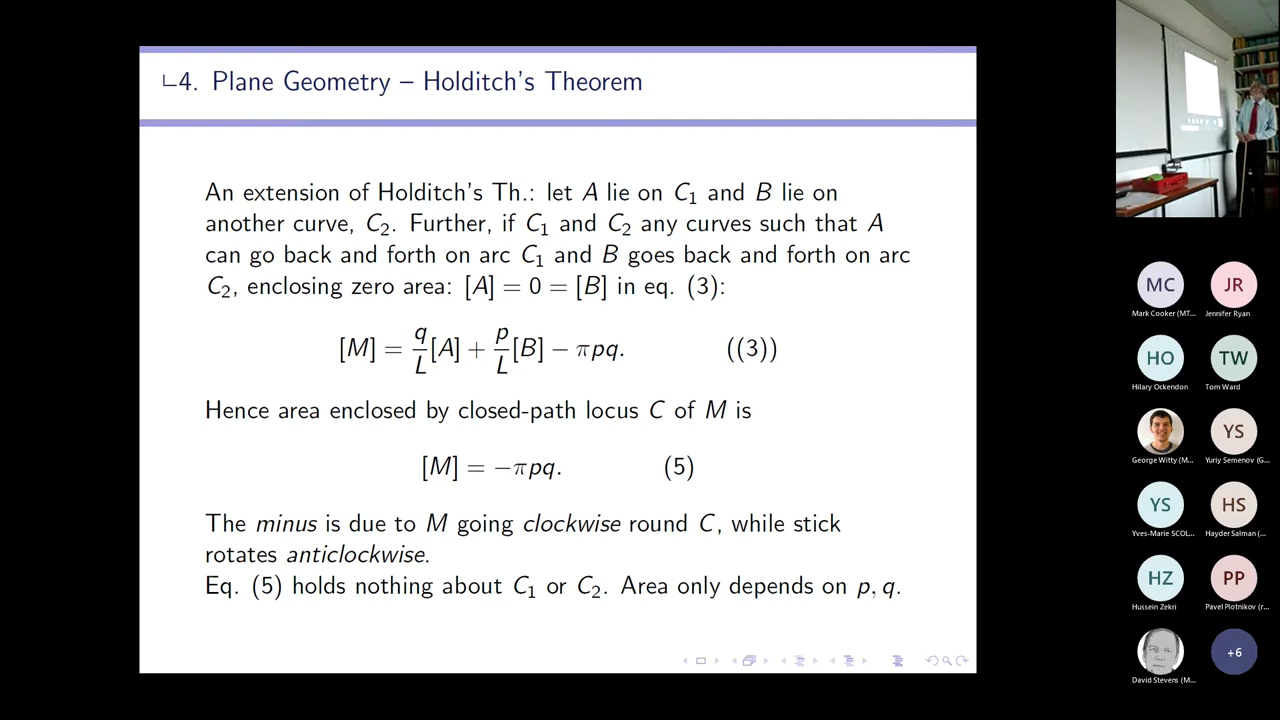 4. Plane Geometry – Holditch's Theorem
An extension of Holditch's Th.: let A lie on C₁ and B lie on
another curve, C₂. Further, if C₁ and C₂ any curves such that A
can go back and forth on arc C₁ and B goes back and forth on arc
C₂, enclosing zero area: [A] = 0 = [B] in eq. (3):
[M] = q/L [A] + p/L [B] − πpq. ((3))
Hence area enclosed by closed-path locus C of M is
[M] = −πpq. (5)
The minus is due to M going clockwise round C, while stick
rotates anticlockwise.
Eq. (5) holds nothing about C₁ or C₂. Area only depends on p, q.
MC JR
Mark Cooker (MT... Jennifer Ryan
HO TW
Hilary Ockendon Tom Ward
YS
George Witty (M... Yuriy Semenov (G...
YS HS
Yves-Marie SCOL... Hayder Salman (...
HZ PP
Hussein Zekri Pavel Plotnikov (r...
+6
David Stevens (M...